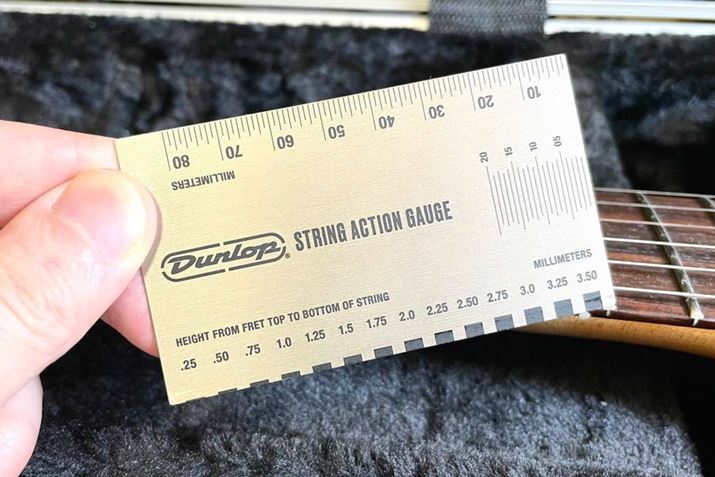 80 70 60 50 40 30 20 10
MILLIMETERS
20 15 10 05
Dunlop® STRING ACTION GAUGE
MILLIMETERS
HEIGHT FROM FRET TOP TO BOTTOM OF STRING
.25 .50 .75 1.0 1.25 1.5 1.75 2.0 2.25 2.50 2.75 3.0 3.25 3.50